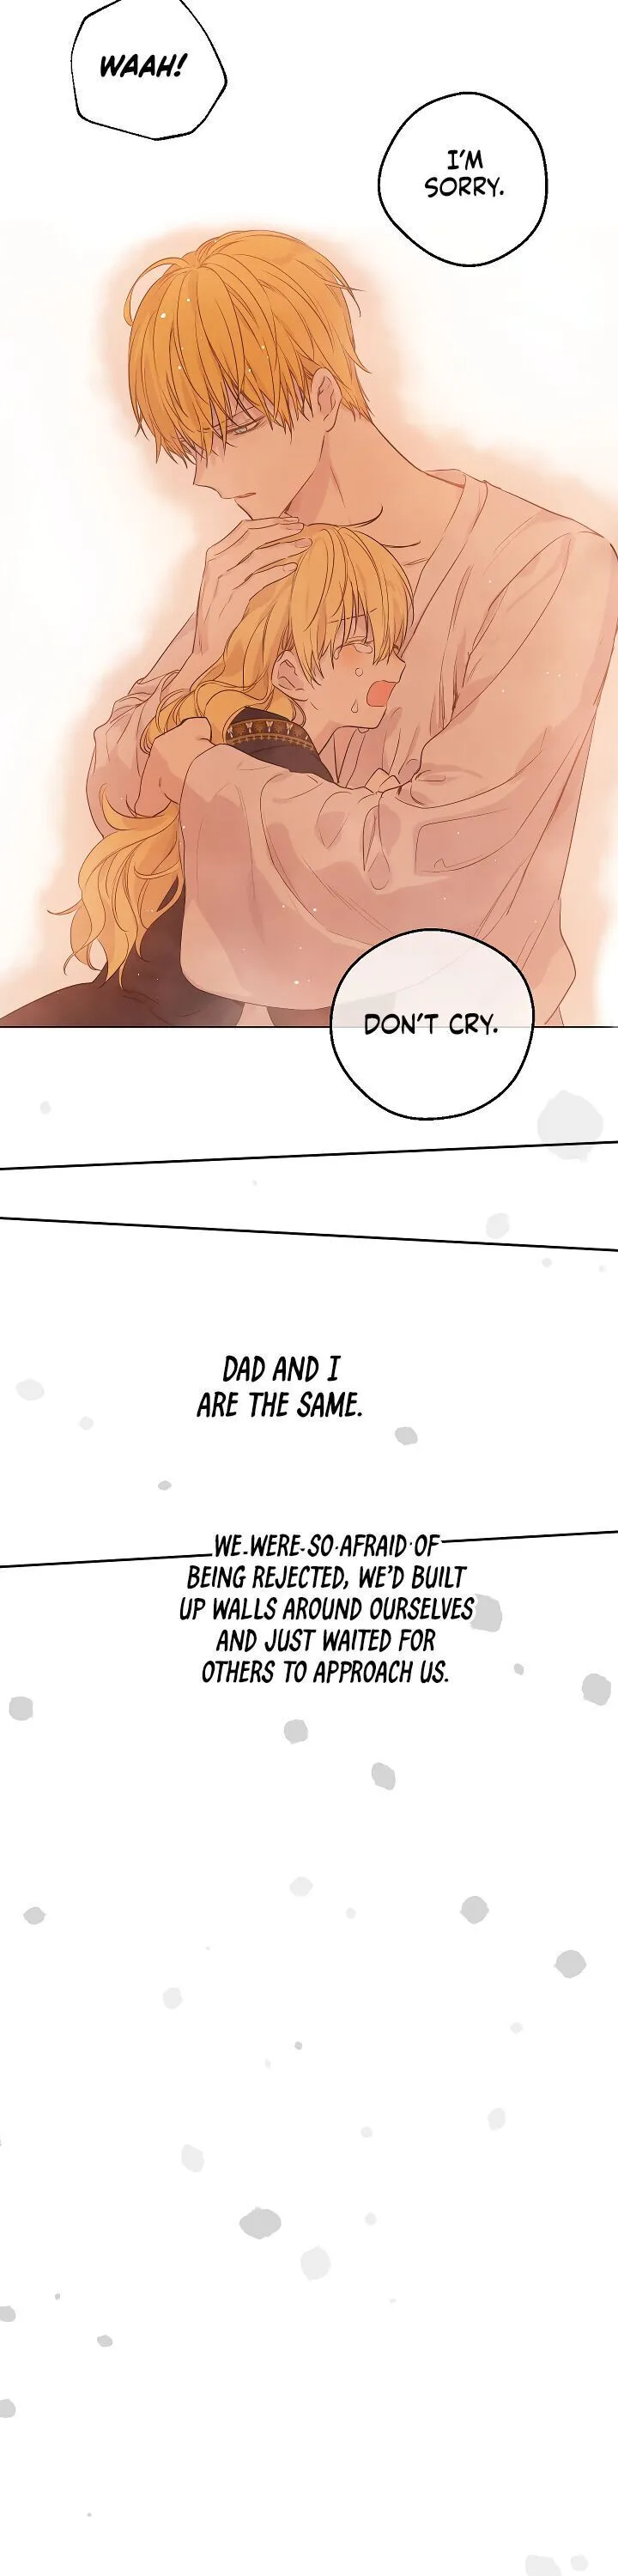 WAAH!
I'M
SORRY.
DON'T CRY.
DAD AND I
ARE THE SAME.
WE WERE SO AFRAID OF
BEING REJECTED, WE'D BUILT
UP WALLS AROUND OURSELVES
AND JUST WAITED FOR
OTHERS TO APPROACH US.